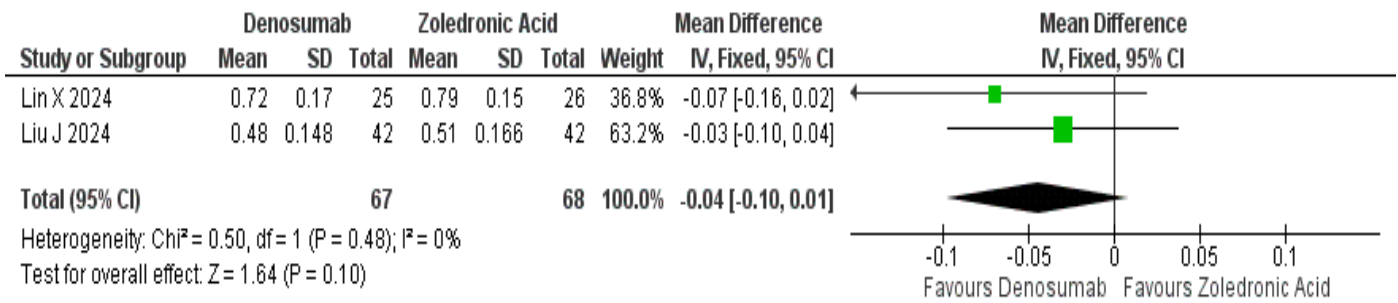 Denosumab Zoledronic Acid Mean Difference Mean Difference
Study or Subgroup Mean SD Total Mean SD Total Weight IV, Fixed, 95% CI IV, Fixed, 95% CI
Lin X 2024 0.72 0.17 25 0.79 0.15 26 36.8% -0.07 [-0.16, 0.02]
Liu J 2024 0.48 0.148 42 0.51 0.166 42 63.2% -0.03 [-0.10, 0.04]
Total (95% CI) 67 68 100.0% -0.04 [-0.10, 0.01]
Heterogeneity: Chi² = 0.50, df = 1 (P = 0.48); I² = 0%
Test for overall effect: Z = 1.64 (P = 0.10)
-0.1 -0.05 0 0.05 0.1
Favours Denosumab Favours Zoledronic Acid